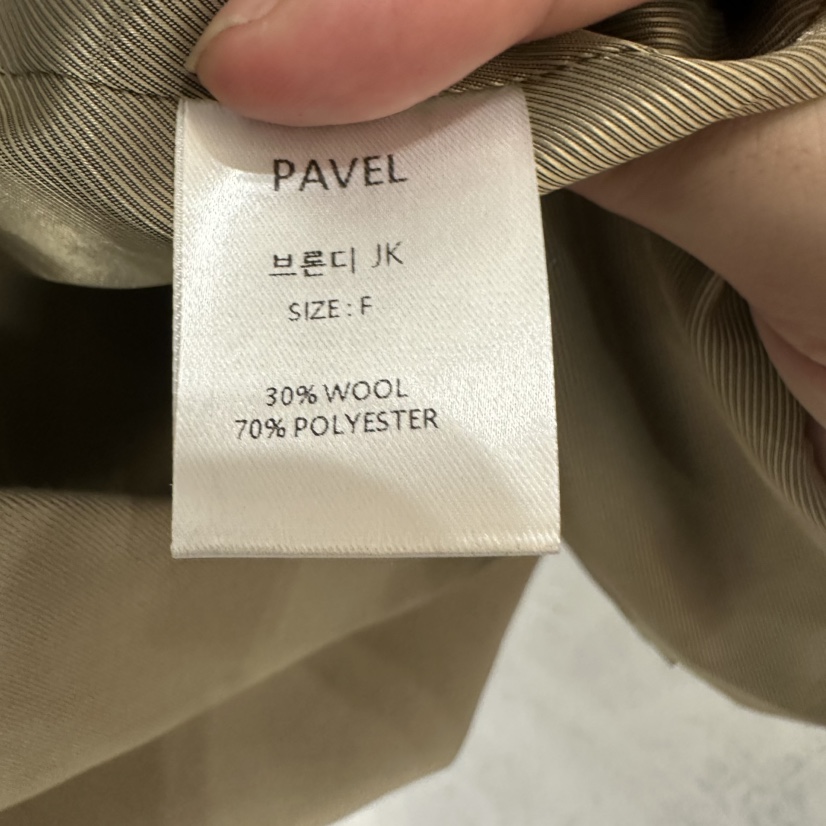 PAVEL
브론디 JK
SIZE : F
30% WOOL
70% POLYESTER